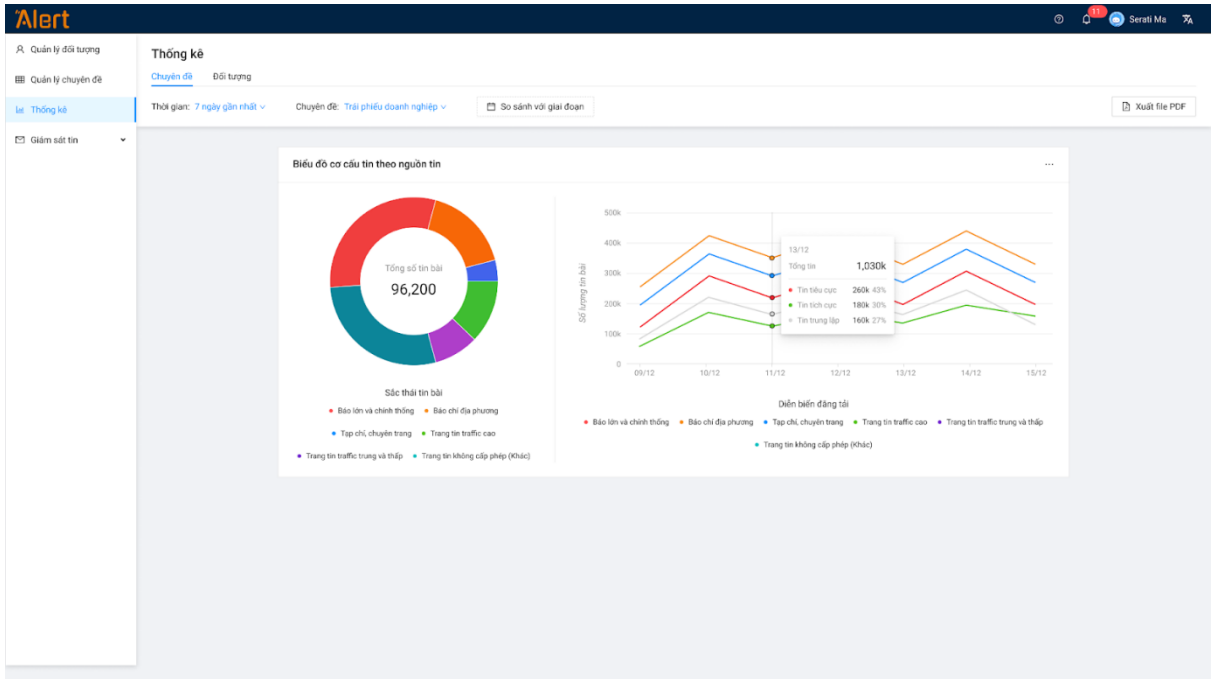 Alert
11
Serati Ma
Quản lý đối tượng
Quản lý chuyên đề
Thống kê
Giám sát tin
Thống kê
Chuyên đề Đối tượng
Thời gian: 7 ngày gần nhất Chuyên đề: Trái phiếu doanh nghiệp So sánh với giai đoạn Xuất file PDF
Biểu đồ cơ cấu tin theo nguồn tin
Tổng số tin bài
96,200
Sắc thái tin bài
Báo lớn và chính thống Báo chí địa phương
Tạp chí, chuyên trang Trang tin traffic cao
Trang tin traffic trung và thấp Trang tin không cấp phép (Khác)
Số lượng tin bài
500k
400k
300k
200k
100k
0
09/12 10/12 11/12 12/12 13/12 14/12 15/12
13/12
Tổng tin 1,030k
Tin tiêu cực 260k 43%
Tin tích cực 180k 30%
Tin trung lập 160k 27%
Diễn biến đăng tải
Báo lớn và chính thống Báo chí địa phương Tạp chí, chuyên trang Trang tin traffic cao Trang tin traffic trung và thấp
Trang tin không cấp phép (Khác)